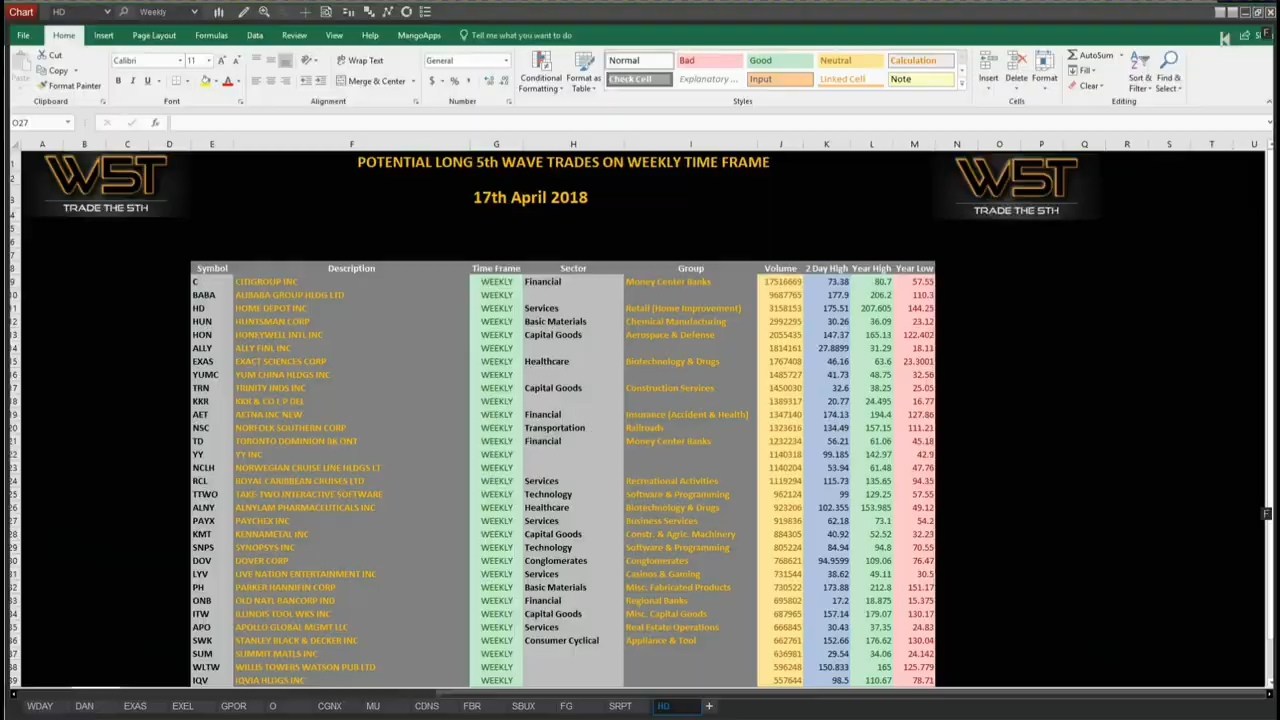 Chart HD Weekly
File Home Insert Page Layout Formulas Data Review View Help MangoApps Tell me what you want to do
Cut Calibri 11 Wrap Text General Normal Bad Good Neutral Calculation AutoSum
Copy Paste Conditional Format as Insert Delete Format Fill Sort & Find &
Format Painter B I U Merge & Center $ % Formatting Table Check Cell Explanatory ... Input Linked Cell Note Clear Filter Select
Clipboard Font Alignment Number Styles Cells Editing
O27 fx
A B C D E F G H I J K L M N O P Q R S T U
POTENTIAL LONG 5th WAVE TRADES ON WEEKLY TIME FRAME
WST TRADE THE 5TH
17th April 2018
WST TRADE THE 5TH
Symbol Description Time Frame Sector Group Volume 2 Day High Year High Year Low
C CITIGROUP INC WEEKLY Financial Money Center Banks 17516669 73.38 80.7 57.55
BABA ALIBABA GROUP HLDG LTD WEEKLY 9687765 177.9 206.2 110.3
HD HOME DEPOT INC WEEKLY Services Retail (Home Improvement) 3158153 175.51 207.605 144.25
HUN HUNTSMAN CORP WEEKLY Basic Materials Chemical Manufacturing 2992295 30.26 36.09 23.12
HON HONEYWELL INTL INC WEEKLY Capital Goods Aerospace & Defense 2055435 147.37 165.13 122.402
ALLY ALLY FINL INC WEEKLY 1814161 27.8899 31.29 18.11
EXAS EXACT SCIENCES CORP WEEKLY Healthcare Biotechnology & Drugs 1767408 46.16 63.6 23.3001
YUMC YUM CHINA HLDGS INC WEEKLY 1485727 41.73 48.75 32.56
TRN TRINITY INDS INC WEEKLY Capital Goods Construction Services 1450030 32.6 38.25 25.05
KKR KKR & CO L P DEL WEEKLY 1389317 20.77 24.495 16.77
AET AETNA INC NEW WEEKLY Financial Insurance (Accident & Health) 1347140 174.13 194.4 127.86
NSC NORFOLK SOUTHERN CORP WEEKLY Transportation Railroads 1323616 134.49 157.15 111.21
TD TORONTO DOMINION BK ONT WEEKLY Financial Money Center Banks 1232234 56.21 61.06 45.18
YY YY INC WEEKLY 1140318 99.185 142.97 42.9
NCLH NORWEGIAN CRUISE LINE HLDGS LT WEEKLY 1140204 53.94 61.48 47.76
RCL ROYAL CARIBBEAN CRUISES LTD WEEKLY Services Recreational Activities 1119294 115.73 135.65 94.35
TTWO TAKE-TWO INTERACTIVE SOFTWARE WEEKLY Technology Software & Programming 962124 99 129.25 57.55
ALNY ALNYLAM PHARMACEUTICALS INC WEEKLY Healthcare Biotechnology & Drugs 923206 102.355 153.985 49.12
PAYX PAYCHEX INC WEEKLY Services Business Services 919836 62.18 73.1 54.2
KMT KENNAMETAL INC WEEKLY Capital Goods Constr. & Agric. Machinery 884305 40.92 52.52 32.23
SNPS SYNOPSYS INC WEEKLY Technology Software & Programming 805224 84.94 94.8 70.55
DOV DOVER CORP WEEKLY Conglomerates Conglomerates 768621 94.9599 109.06 76.47
LYV LIVE NATION ENTERTAINMENT INC WEEKLY Services Casinos & Gaming 731544 38.62 49.11 30.5
PH PARKER HANNIFIN CORP WEEKLY Basic Materials Misc. Fabricated Products 730522 173.88 212.8 151.17
ONB OLD NATL BANCORP IND WEEKLY Financial Regional Banks 695802 17.2 18.875 15.375
ITW ILLINOIS TOOL WKS INC WEEKLY Capital Goods Misc. Capital Goods 687965 157.14 179.07 130.17
APO APOLLO GLOBAL MGMT LLC WEEKLY Services Real Estate Operations 666845 30.43 37.35 24.83
SWK STANLEY BLACK & DECKER INC WEEKLY Consumer Cyclical Appliance & Tool 662761 152.66 176.62 130.04
SUM SUMMIT MATLS INC WEEKLY 636981 29.54 34.06 24.142
WLTW WILLIS TOWERS WATSON PUB LTD WEEKLY 596248 150.833 165 125.779
IQV IQVIA HLDGS INC WEEKLY 557644 98.5 110.67 78.71
WDAY DAN EXAS EXEL GPOR O CGNX MU CDNS FBR SBUX FG SRPT HD